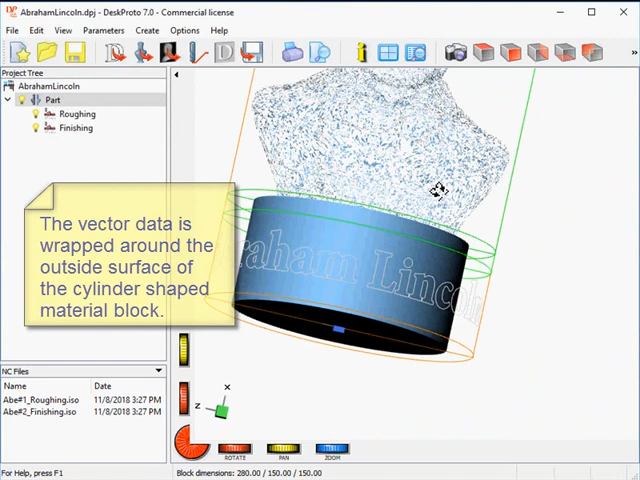 AbrahamLincoln.dpj - DeskProto 7.0 - Commercial license
File Edit View Parameters Create Options Help
Project Tree
AbrahamLincoln
Part
Roughing
Finishing
The vector data is
wrapped around the
outside surface of
the cylinder shaped
material block.
raham Lincoln
NC Files
Name Date
Abe#1_Roughing.iso 11/8/2018 3:27 PM
Abe#2_Finishing.iso 11/8/2018 3:27 PM
X
Z
ROTATE PAN ZOOM
For Help, press F1 Block dimensions: 280.00 / 150.00 / 150.00